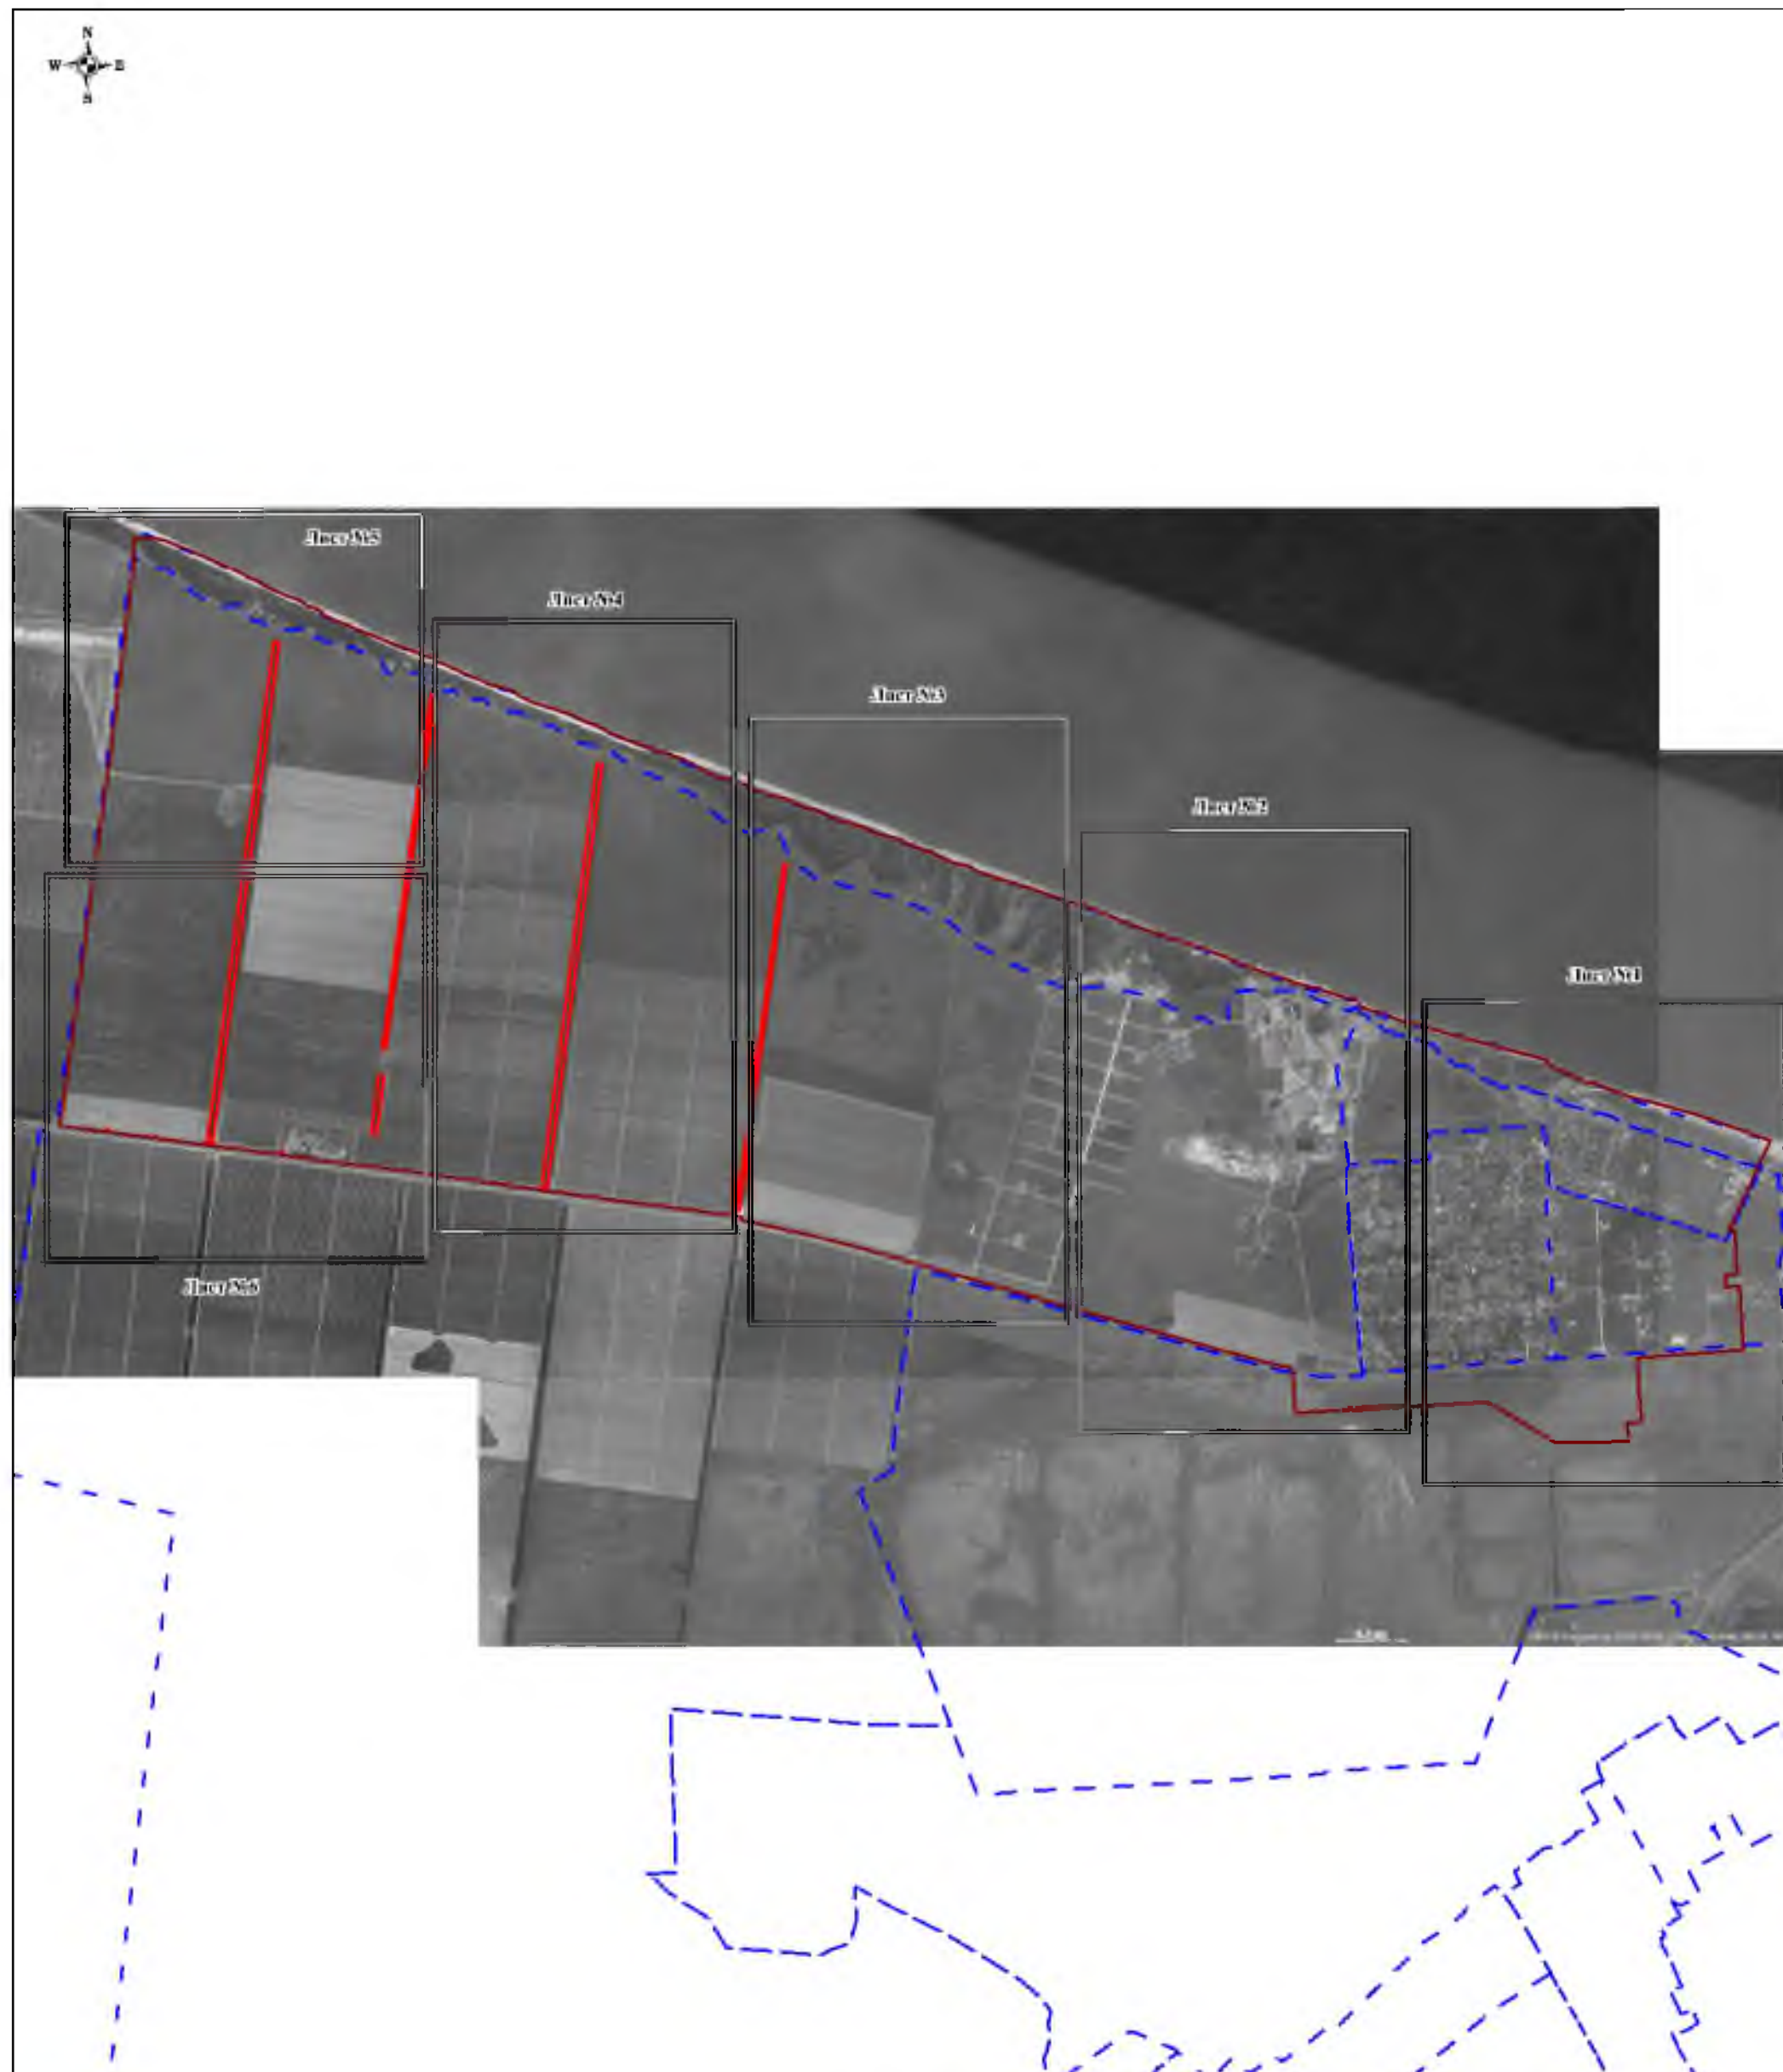 N
W E
S
Лист №5
Лист №4
Лист №3
Лист №2
Лист №1
Лист №6